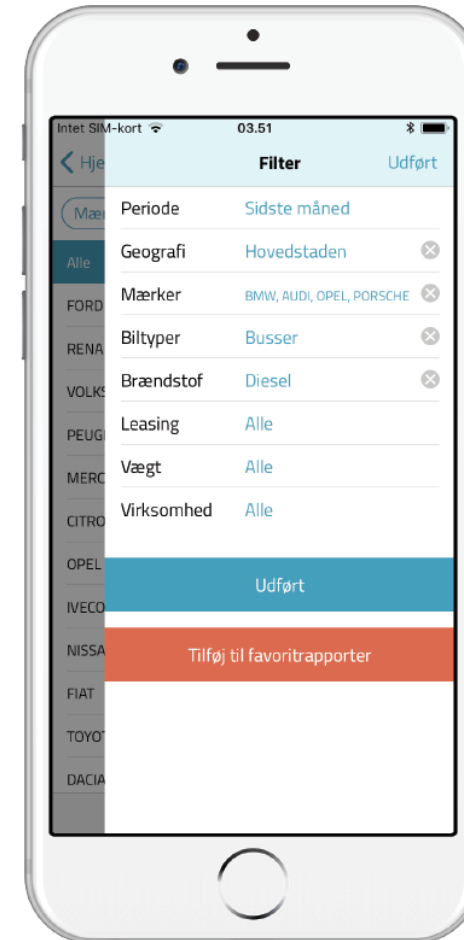 Intet SIM-kort 03.51
Hje Filter Udført
Mær
Alle
FORD
RENA
VOLKS
PEUG
MERC
CITRO
OPEL
IVECO
NISSA
FIAT
TOYO
DACIA
Periode Sidste måned
Geografi Hovedstaden
Mærker BMW, AUDI, OPEL, PORSCHE
Biltyper Busser
Brændstof Diesel
Leasing Alle
Vægt Alle
Virksomhed Alle
Udført
Tilføj til favoritrapporter